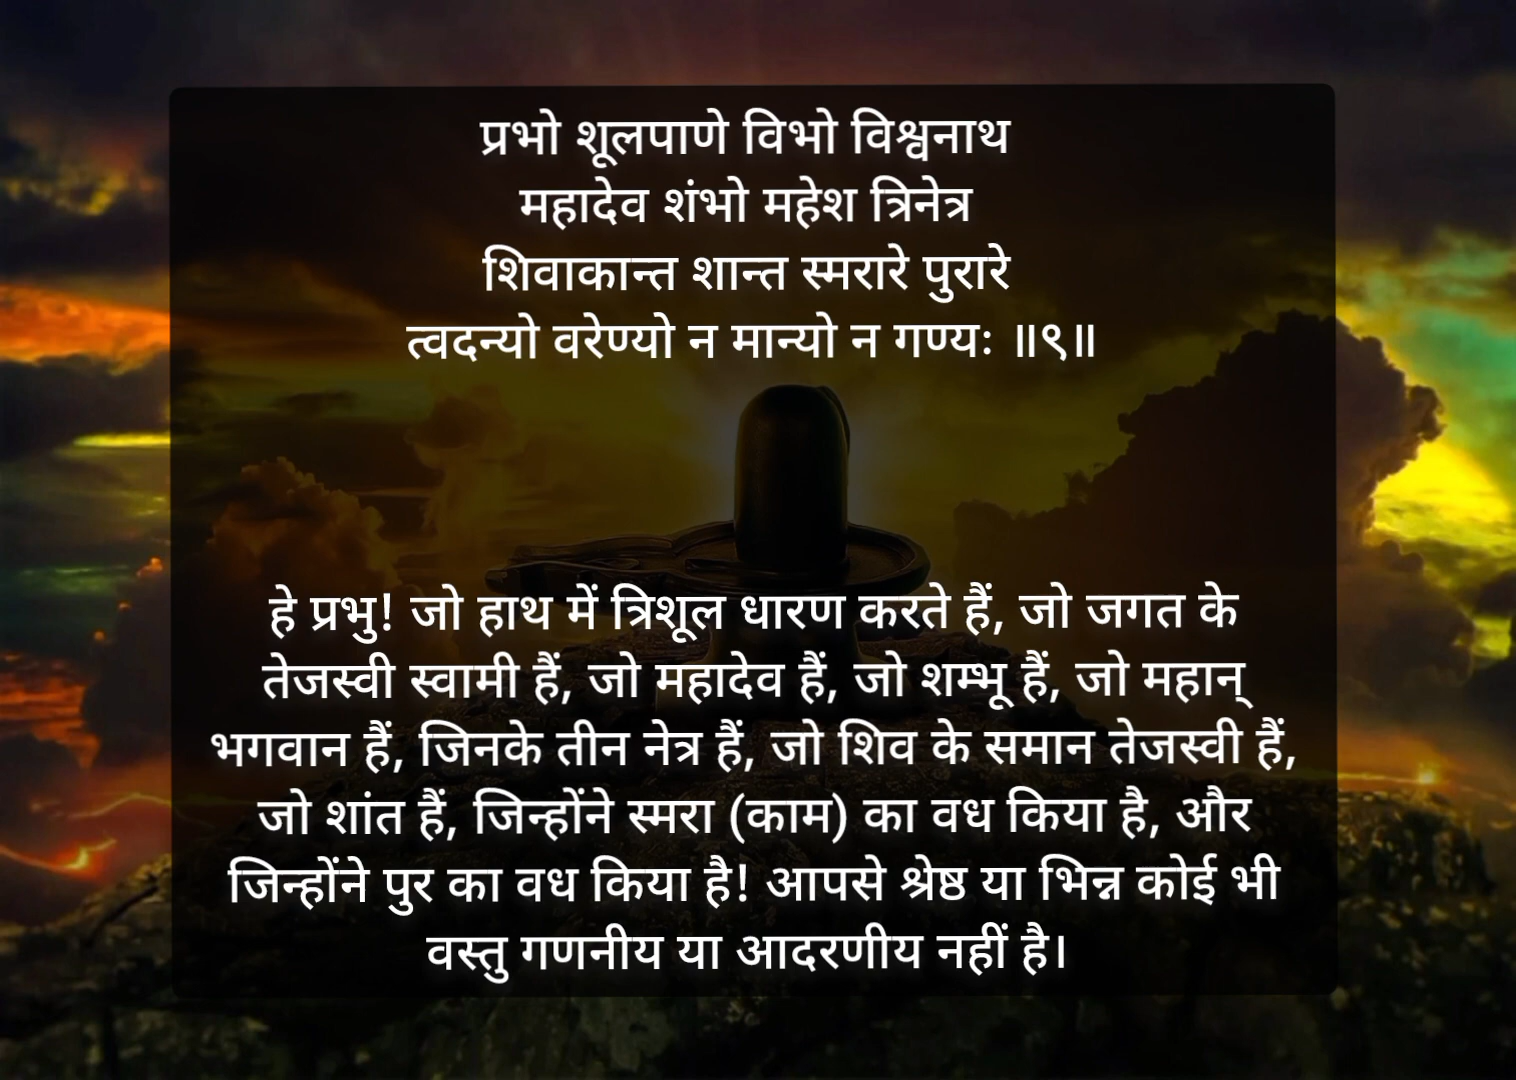 प्रभो शूलपाणे विभो विश्वनाथ
महादेव शंभो महेश त्रिनेत्र
शिवाकान्त शान्त स्मरारे पुरारे
त्वदन्यो वरेण्यो न मान्यो न गण्यः ॥९॥
हे प्रभु! जो हाथ में त्रिशूल धारण करते हैं, जो जगत के
तेजस्वी स्वामी हैं, जो महादेव हैं, जो शम्भू हैं, जो महान्
भगवान हैं, जिनके तीन नेत्र हैं, जो शिव के समान तेजस्वी हैं,
जो शांत हैं, जिन्होंने स्मरा (काम) का वध किया है, और
जिन्होंने पुर का वध किया है! आपसे श्रेष्ठ या भिन्न कोई भी
वस्तु गणनीय या आदरणीय नहीं है।